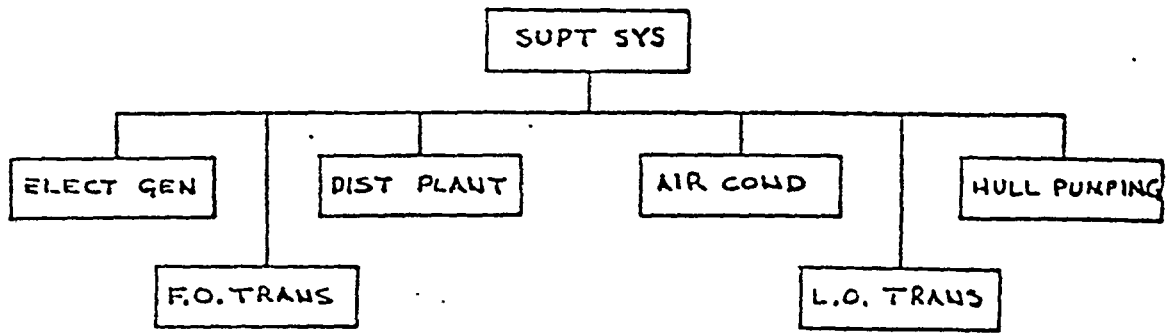 SUPT SYS
ELECT GEN
DIST PLANT
AIR COND
HULL PUMPING
F.O. TRANS
L.O. TRANS